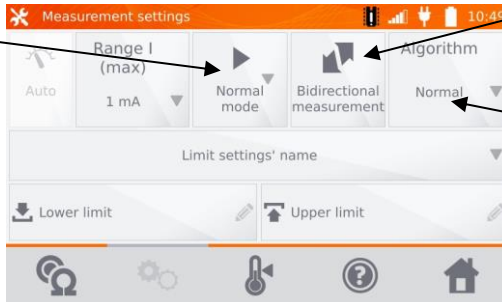 Measurement settings 10:49
Range I
(max)
Auto
1 mA
Normal
mode
Bidirectional
measurement
Algorithm
Normal
Limit settings' name
Lower limit
Upper limit